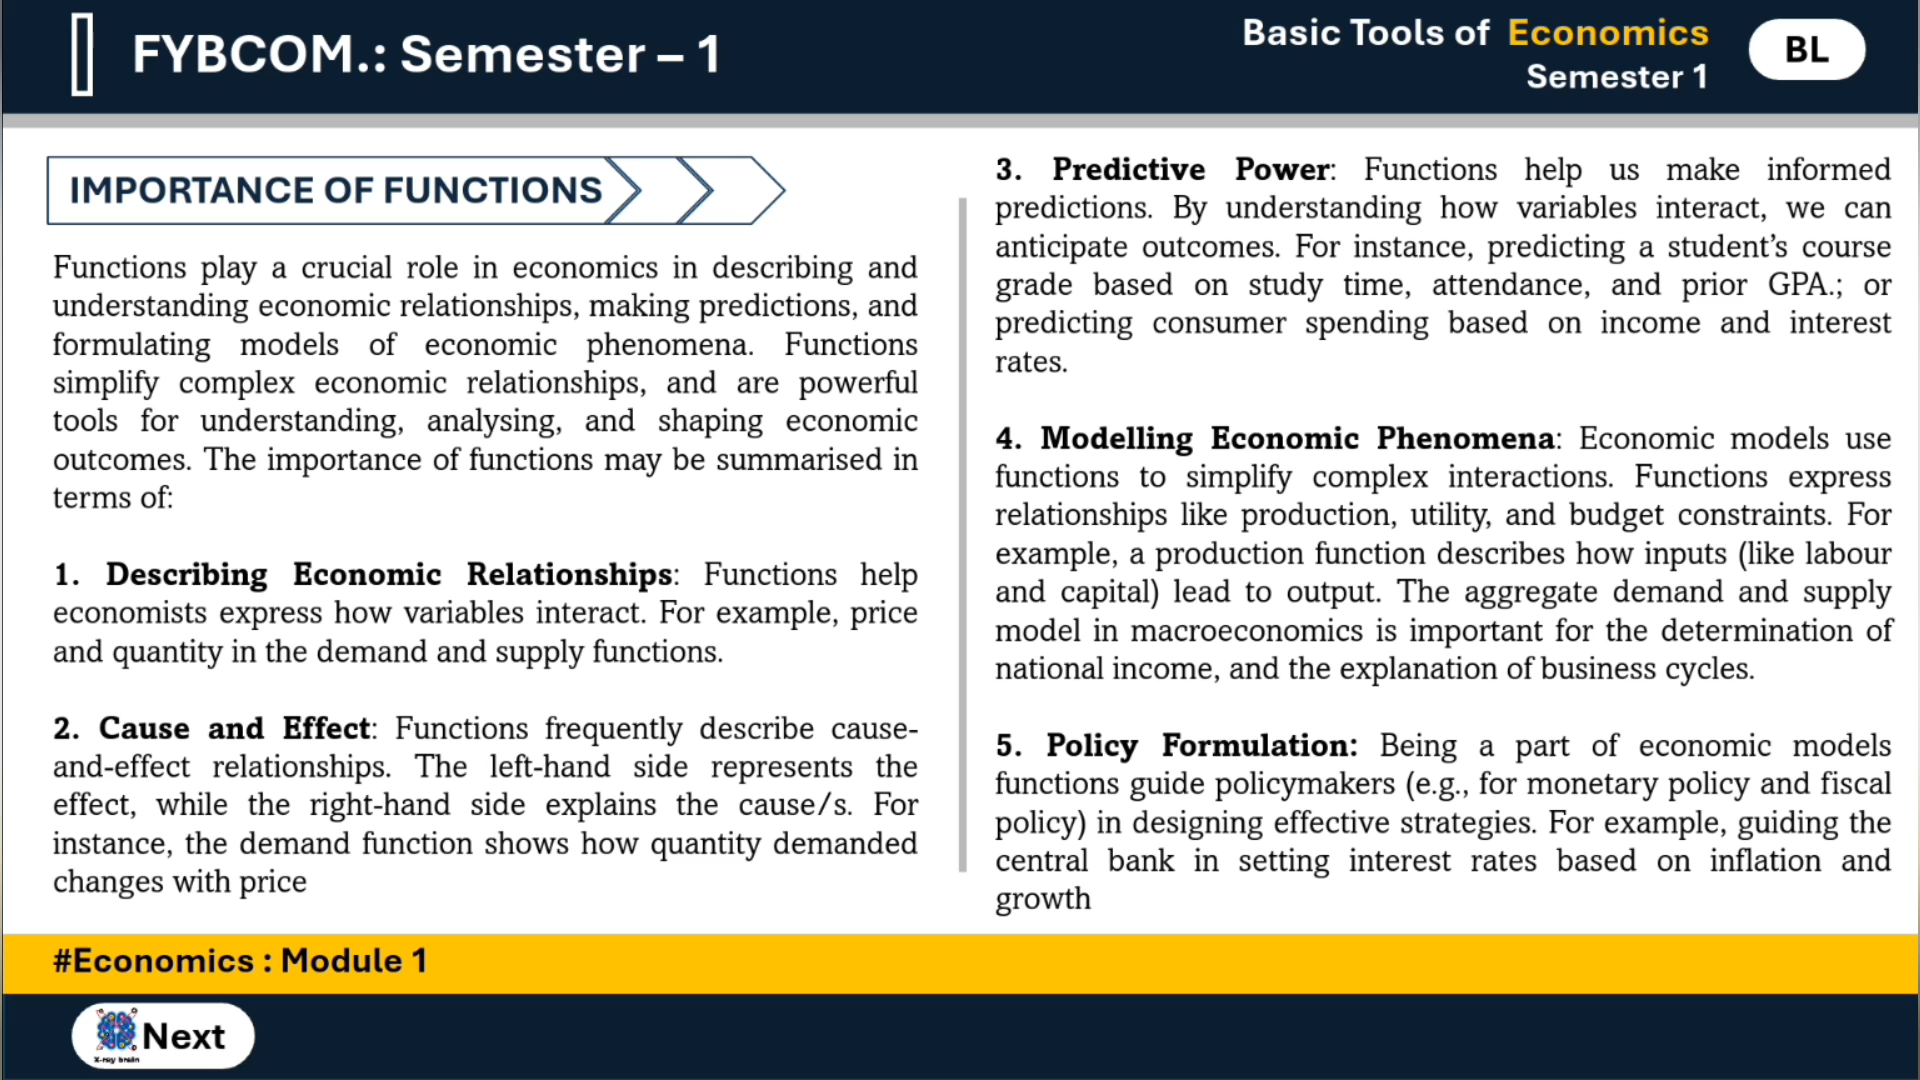 FYBCOM.: Semester – 1
Basic Tools of Economics
Semester 1
BL
IMPORTANCE OF FUNCTIONS
Functions play a crucial role in economics in describing and
understanding economic relationships, making predictions, and
formulating models of economic phenomena. Functions
simplify complex economic relationships, and are powerful
tools for understanding, analysing, and shaping economic
outcomes. The importance of functions may be summarised in
terms of:
1. Describing Economic Relationships: Functions help
economists express how variables interact. For example, price
and quantity in the demand and supply functions.
2. Cause and Effect: Functions frequently describe cause-
and-effect relationships. The left-hand side represents the
effect, while the right-hand side explains the cause/s. For
instance, the demand function shows how quantity demanded
changes with price
3. Predictive Power: Functions help us make informed
predictions. By understanding how variables interact, we can
anticipate outcomes. For instance, predicting a student’s course
grade based on study time, attendance, and prior GPA.; or
predicting consumer spending based on income and interest
rates.
4. Modelling Economic Phenomena: Economic models use
functions to simplify complex interactions. Functions express
relationships like production, utility, and budget constraints. For
example, a production function describes how inputs (like labour
and capital) lead to output. The aggregate demand and supply
model in macroeconomics is important for the determination of
national income, and the explanation of business cycles.
5. Policy Formulation: Being a part of economic models
functions guide policymakers (e.g., for monetary policy and fiscal
policy) in designing effective strategies. For example, guiding the
central bank in setting interest rates based on inflation and
growth
#Economics : Module 1
X-ray brain
Next